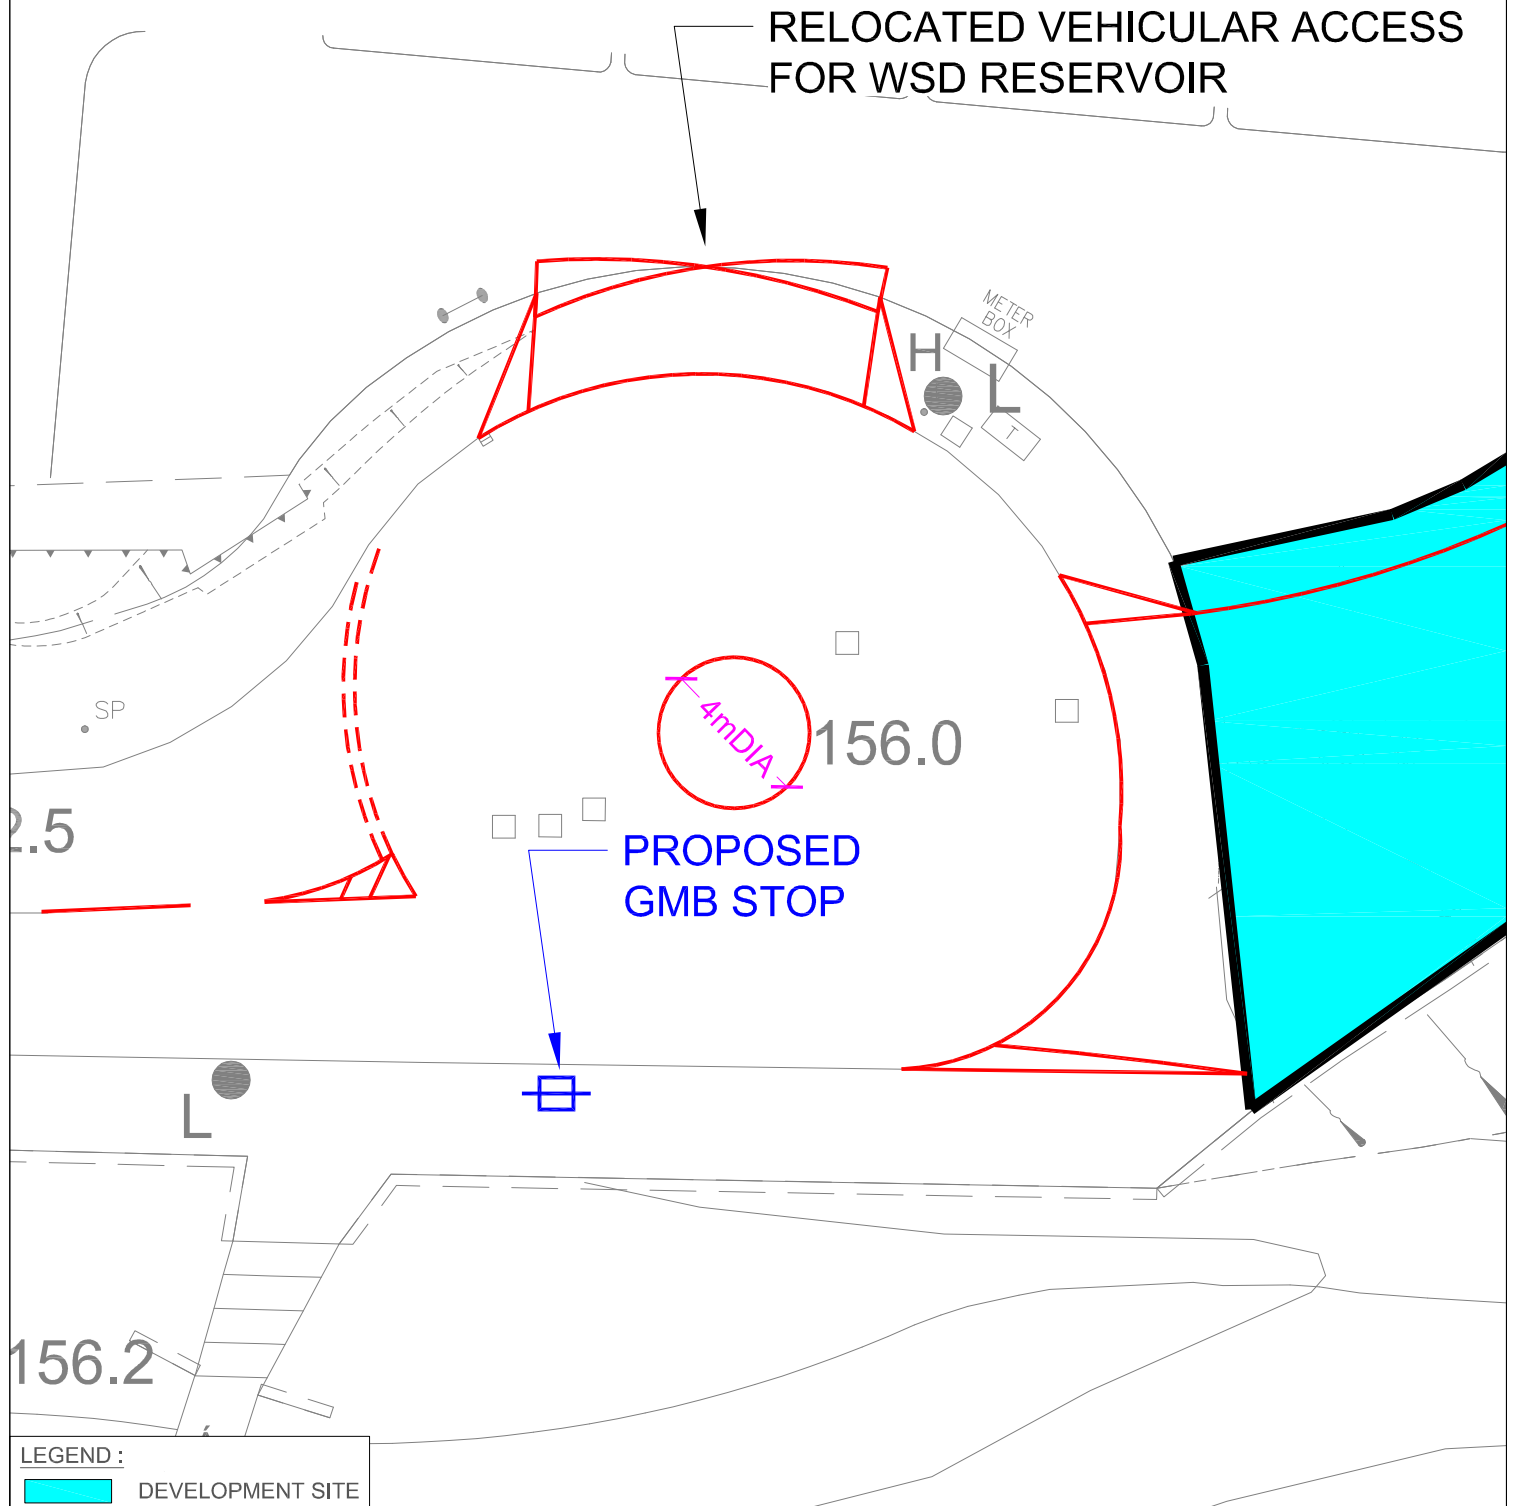 RELOCATED VEHICULAR ACCESS
FOR WSD RESERVOIR
METER
BOX
H
L
T
SP
4mDIA
156.0
2.5
PROPOSED
GMB STOP
L
156.2
LEGEND :
DEVELOPMENT SITE